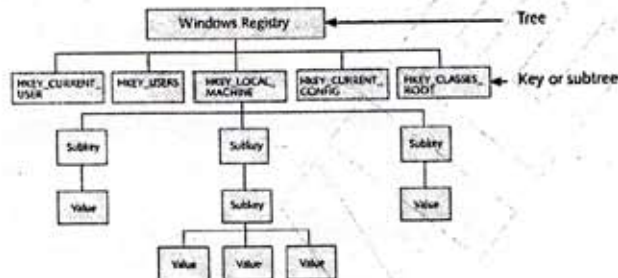 Windows Registry
Tree
HKEY_CURRENT_
USER
HKEY_USERS
HKEY_LOCAL_
MACHINE
HKEY_CURRENT_
CONFIG
HKEY_CLASSES_
ROOT
Key or subtree
Subkey
Subkey
Subkey
Value
Subkey
Value
Value
Value
Value